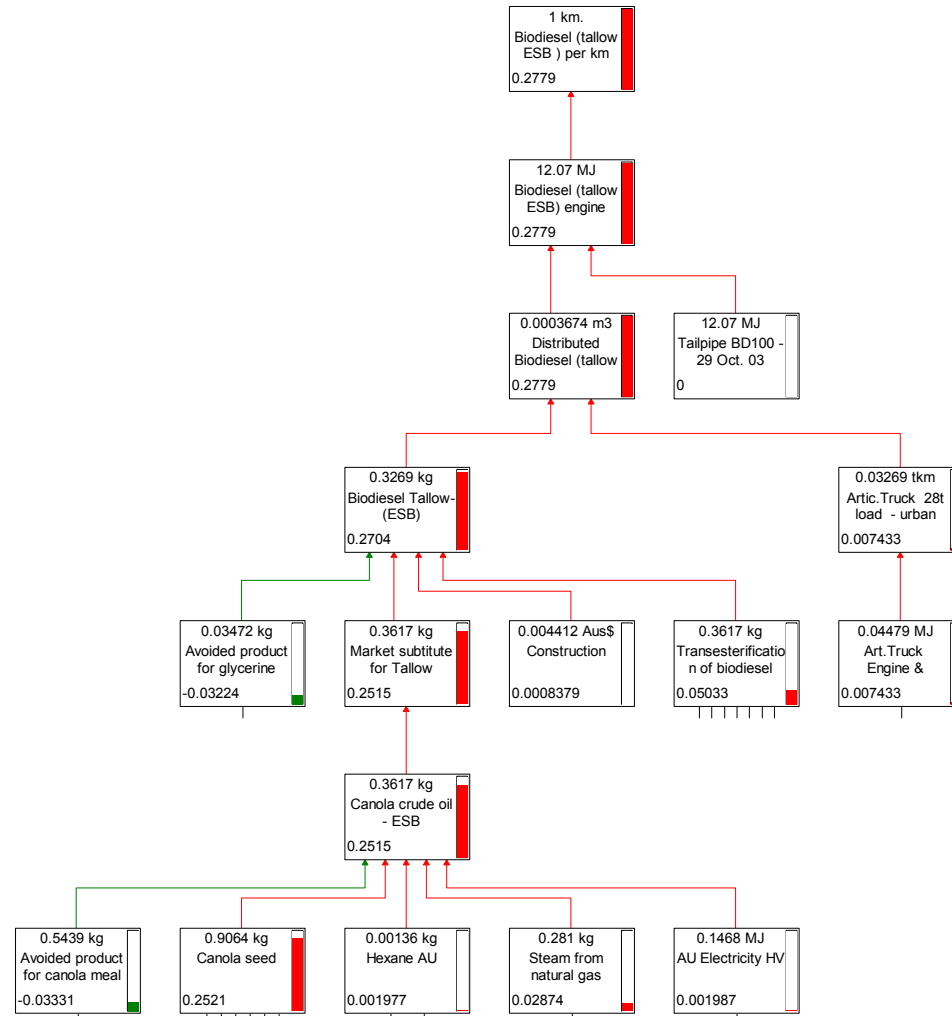 1 km.
Biodiesel (tallow
ESB ) per km
0.2779
12.07 MJ
Biodiesel (tallow
ESB) engine
0.2779
0.0003674 m3
Distributed
Biodiesel (tallow
0.2779
12.07 MJ
Tailpipe BD100 -
29 Oct. 03
0
0.3269 kg
Biodiesel Tallow-
(ESB)
0.2704
0.03269 tkm
Artic.Truck 28t
load - urban
0.007433
0.03472 kg
Avoided product
for glycerine
-0.03224
0.3617 kg
Market subtitute
for Tallow
0.2515
0.004412 Aus$
Construction
0.0008379
0.3617 kg
Transesterificatio
n of biodiesel
0.05033
0.04479 MJ
Art.Truck
Engine &
0.007433
0.3617 kg
Canola crude oil
- ESB
0.2515
0.5439 kg
Avoided product
for canola meal
-0.03331
0.9064 kg
Canola seed
0.2521
0.00136 kg
Hexane AU
0.001977
0.281 kg
Steam from
natural gas
0.02874
0.1468 MJ
AU Electricity HV
0.001987